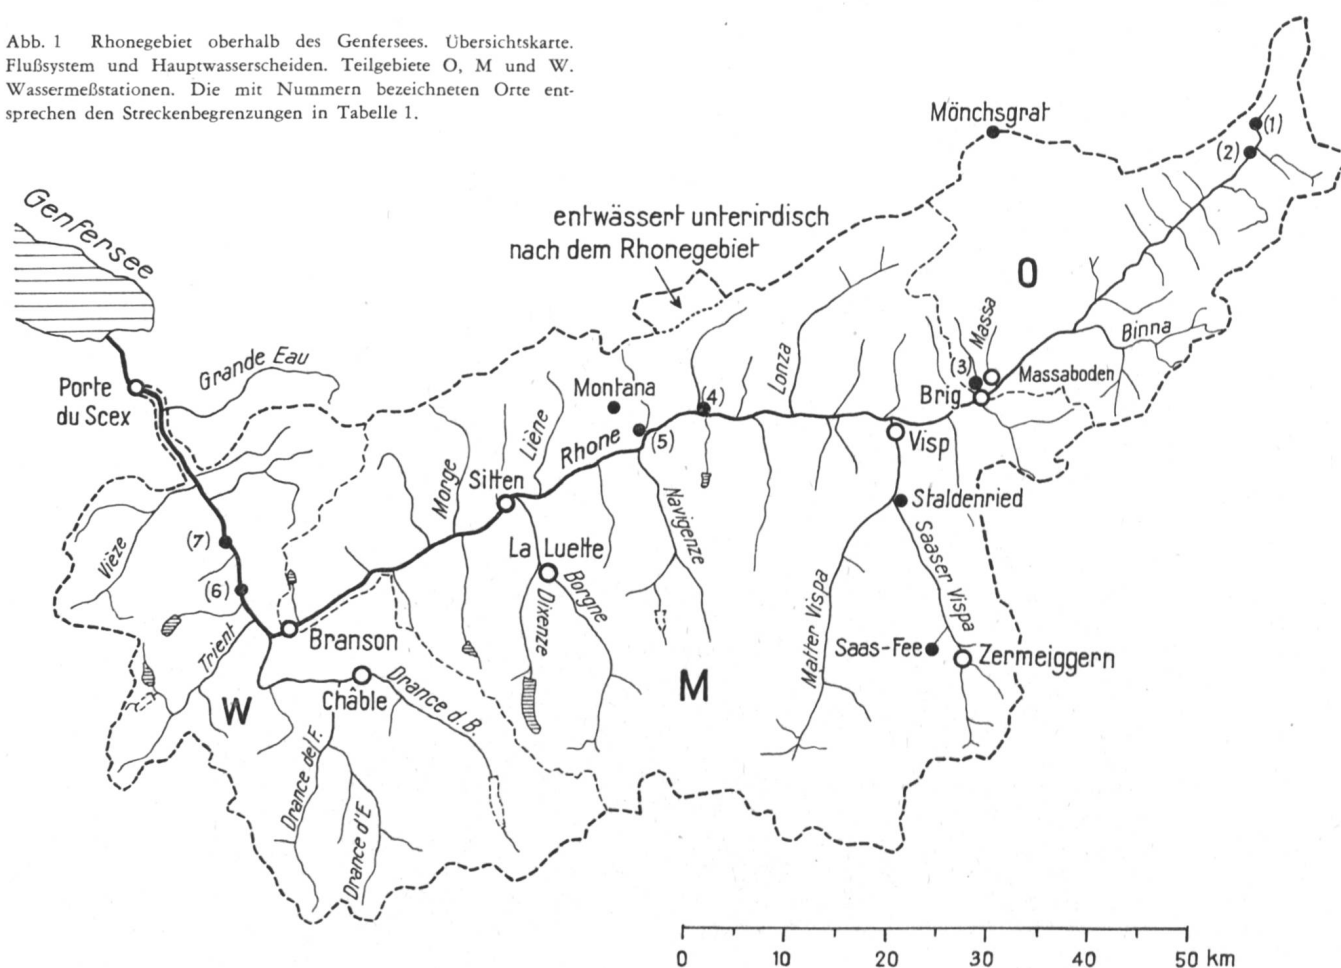 Abb. 1 Rhonegebiet oberhalb des Genfersees. Übersichtskarte.
Flußsystem und Hauptwasserscheiden. Teilgebiete O, M und W.
Wassermeßstationen. Die mit Nummern bezeichneten Orte ent-
sprechen den Streckenbegrenzungen in Tabelle 1.
Mönchsgrat
(1)
(2)
Genfersee
entwässert unterirdisch
nach dem Rhonegebiet
O
Massa
Binna
Grande Eau
Lonza
(3)
Massaboden
Porte
du Scex
Montana
(4)
Brig
Liène
Rhone
(5)
Visp
Morge
Sitten
Navigenze
Staldenried
(7)
Vièze
La Luette
Borgne
Dixenze
Saaser Vispa
(6)
Matter Vispa
Trient
Branson
Saas-Fee
Zermeiggern
M
W
Châble
Drance d. B.
Drance de F.
Drance d'E
0 10 20 30 40 50 km